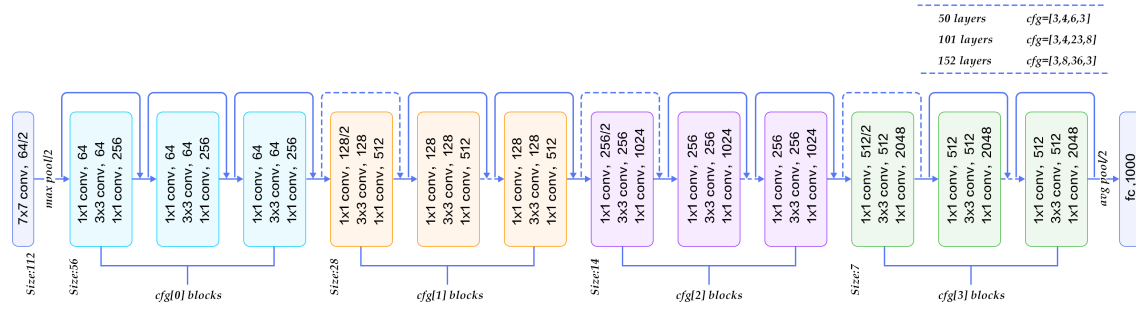 50 layers cfg=[3,4,6,3]
101 layers cfg=[3,4,23,8]
152 layers cfg=[3,8,36,3]
7x7 conv, 64/2
max pool/2
1x1 conv, 64
3x3 conv, 64
1x1 conv, 256
1x1 conv, 64
3x3 conv, 64
1x1 conv, 256
1x1 conv, 64
3x3 conv, 64
1x1 conv, 256
1x1 conv, 128/2
3x3 conv, 128
1x1 conv, 512
1x1 conv, 128
3x3 conv, 128
1x1 conv, 512
1x1 conv, 128
3x3 conv, 128
1x1 conv, 512
1x1 conv, 256/2
3x3 conv, 256
1x1 conv, 1024
1x1 conv, 256
3x3 conv, 256
1x1 conv, 1024
1x1 conv, 256
3x3 conv, 256
1x1 conv, 1024
1x1 conv, 512/2
3x3 conv, 512
1x1 conv, 2048
1x1 conv, 512
3x3 conv, 512
1x1 conv, 2048
1x1 conv, 512
3x3 conv, 512
1x1 conv, 2048
avg pool/2
fc ,1000
Size:112
Size:56
Size:28
Size:14
Size:7
cfg[0] blocks
cfg[1] blocks
cfg[2] blocks
cfg[3] blocks